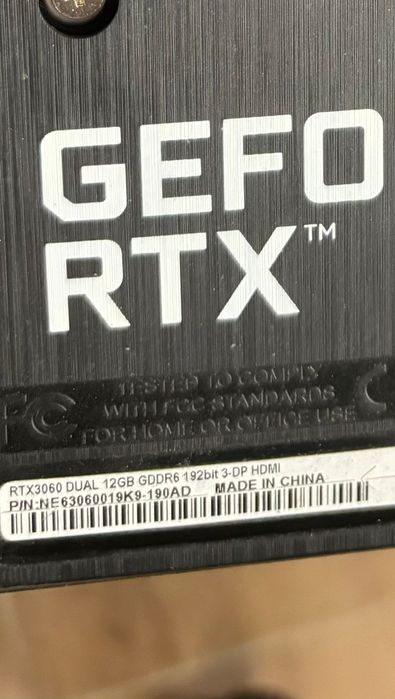 GEFO
RTX™
TESTED TO COMPLY
FC WITH FCC STANDARDS
FOR HOME OR OFFICE USE
RTX3060 DUAL 12GB GDDR6 192bit 3-DP HDMI
P/N:NE63060019K9-190AD MADE IN CHINA